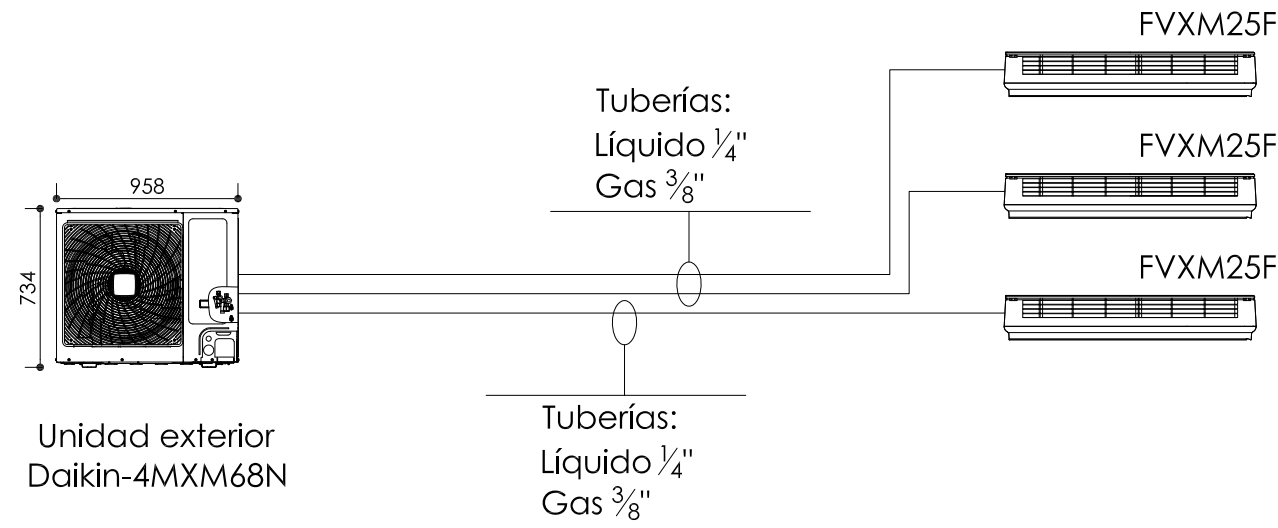 FVXM25F
Tuberías:
Líquido ¼"
Gas ⅜"
FVXM25F
958
734
FVXM25F
Unidad exterior
Daikin-4MXM68N
Tuberías:
Líquido ¼"
Gas ⅜"